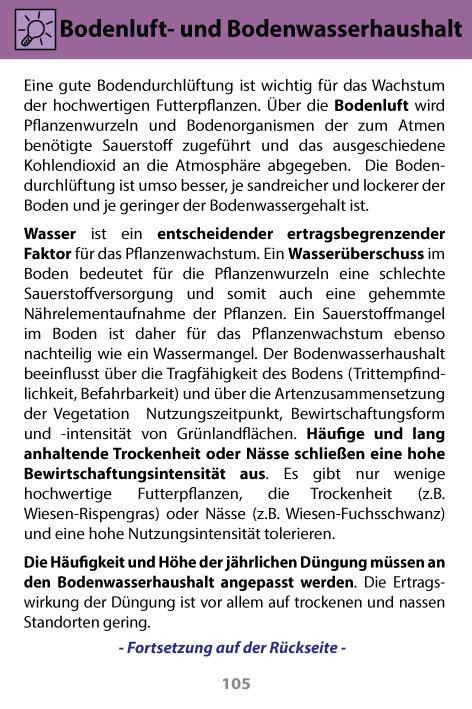 Bodenluft- und Bodenwasserhaushalt
Eine gute Bodendurchlüftung ist wichtig für das Wachstum
der hochwertigen Futterpflanzen. Über die Bodenluft wird
Pflanzenwurzeln und Bodenorganismen der zum Atmen
benötigte Sauerstoff zugeführt und das ausgeschiedene
Kohlendioxid an die Atmosphäre abgegeben. Die Boden-
durchlüftung ist umso besser, je sandreicher und lockerer der
Boden und je geringer der Bodenwassergehalt ist.
Wasser ist ein entscheidender ertragsbegrenzender
Faktor für das Pflanzenwachstum. Ein Wasserüberschuss im
Boden bedeutet für die Pflanzenwurzeln eine schlechte
Sauerstoffversorgung und somit auch eine gehemmte
Nährelementaufnahme der Pflanzen. Ein Sauerstoffmangel
im Boden ist daher für das Pflanzenwachstum ebenso
nachteilig wie ein Wassermangel. Der Bodenwasserhaushalt
beeinflusst über die Tragfähigkeit des Bodens (Trittempfind-
lichkeit, Befahrbarkeit) und über die Artenzusammensetzung
der Vegetation Nutzungszeitpunkt, Bewirtschaftungsform
und -intensität von Grünlandflächen. Häufige und lang
anhaltende Trockenheit oder Nässe schließen eine hohe
Bewirtschaftungsintensität aus. Es gibt nur wenige
hochwertige Futterpflanzen, die Trockenheit (z.B.
Wiesen-Rispengras) oder Nässe (z.B. Wiesen-Fuchsschwanz)
und eine hohe Nutzungsintensität tolerieren.
Die Häufigkeit und Höhe der jährlichen Düngung müssen an
den Bodenwasserhaushalt angepasst werden. Die Ertrags-
wirkung der Düngung ist vor allem auf trockenen und nassen
Standorten gering.
- Fortsetzung auf der Rückseite -
105